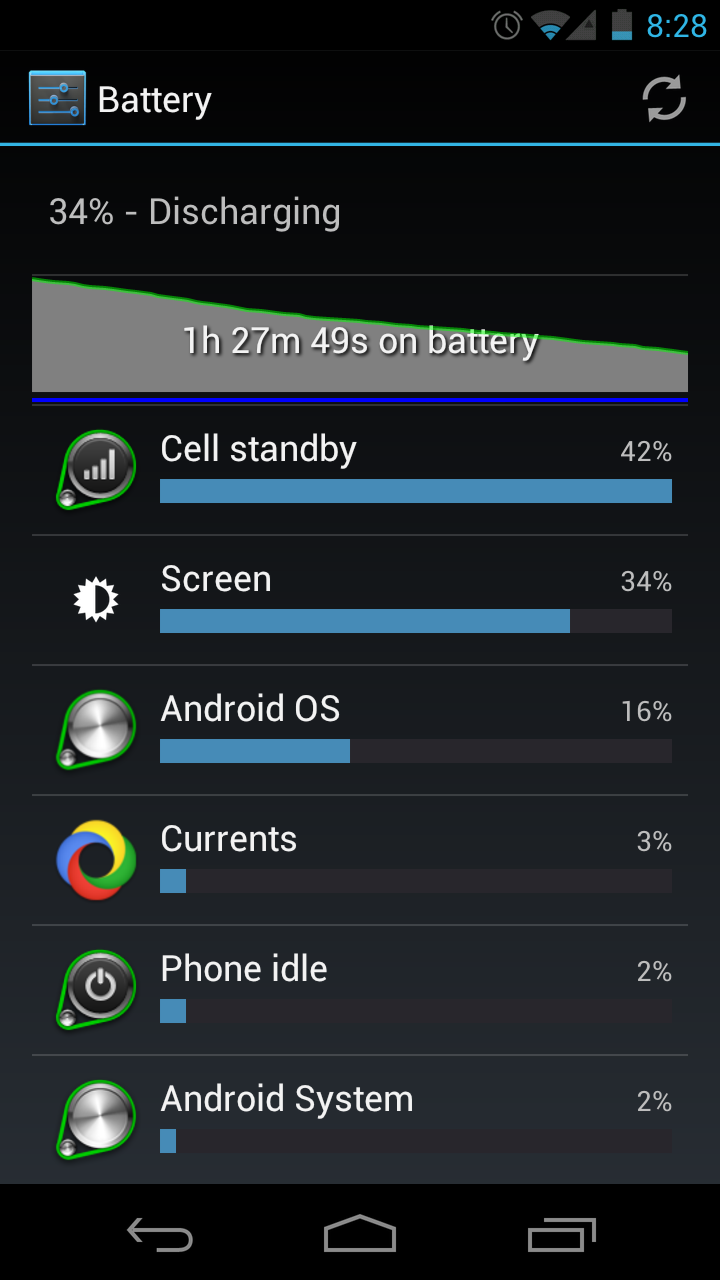 8:28
Battery
34% - Discharging
1h 27m 49s on battery
Cell standby 42%
Screen 34%
Android OS 16%
Currents 3%
Phone idle 2%
Android System 2%